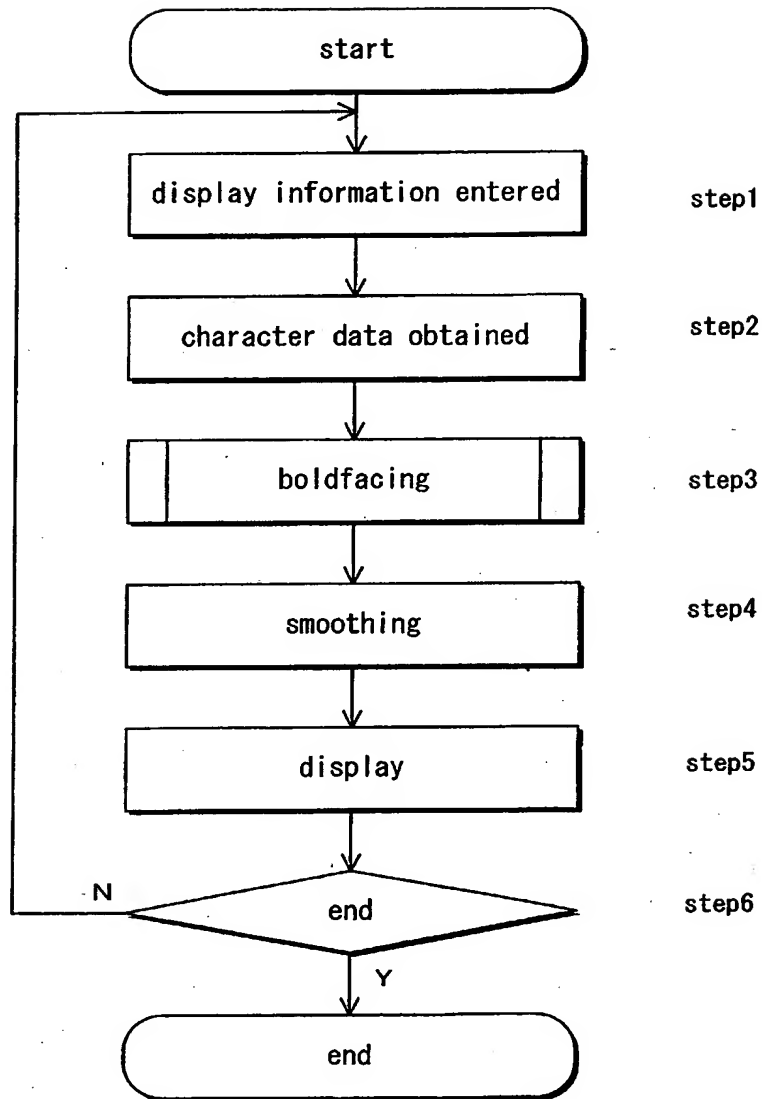 start
display information entered
step1
character data obtained
step2
boldfacing
step3
smoothing
step4
display
step5
N
end
step6
Y
end